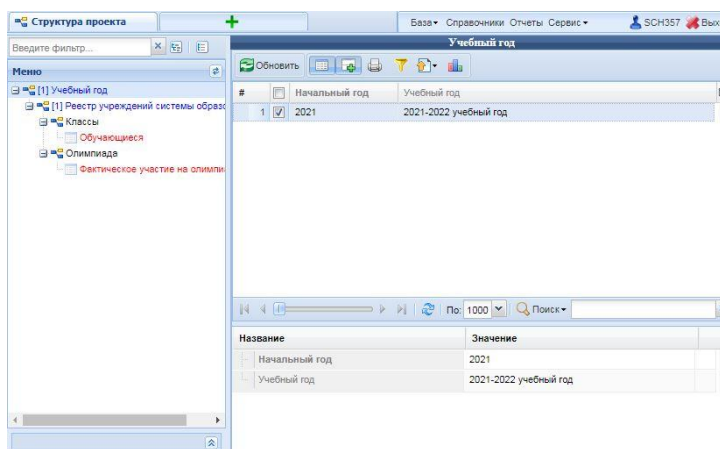 Структура проекта
База Справочники Отчеты Сервис SCH357 Вых
Введите фильтр...
Учебный год
Меню
Обновить
[1] Учебный год
[1] Реестр учреждений системы образо
Классы
Обучающиеся
Олимпиада
Фактическое участие на олимпи
# Начальный год Учебный год
1 2021 2021-2022 учебный год
По: 1000 Поиск
Название Значение
Начальный год 2021
Учебный год 2021-2022 учебный год